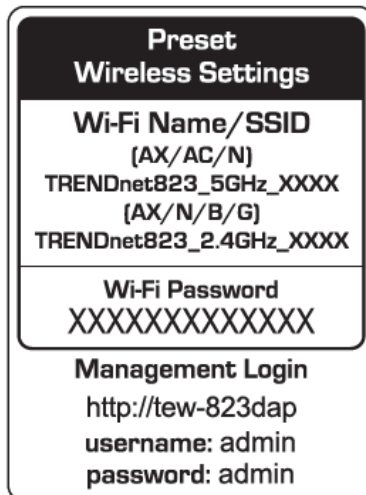 Preset
Wireless Settings
Wi-Fi Name/SSID
(AX/AC/N)
TRENDnet823_5GHz_XXXX
(AX/N/B/G)
TRENDnet823_2.4GHz_XXXX
Wi-Fi Password
XXXXXXXXXXXXX
Management Login
http://tew-823dap
username: admin
password: admin